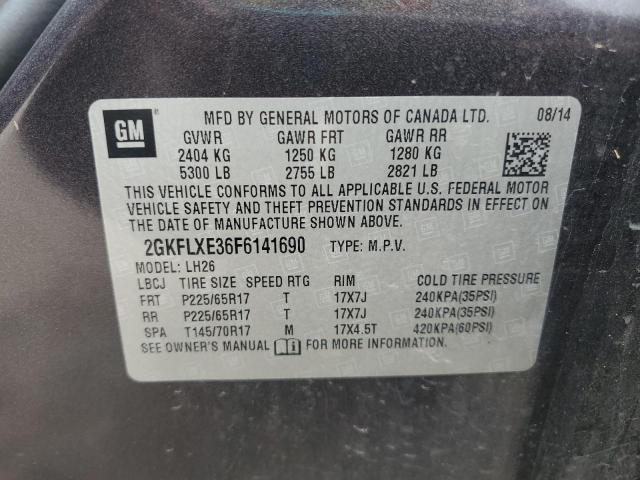 GM
MFD BY GENERAL MOTORS OF CANADA LTD. 08/14
GVWR GAWR FRT GAWR RR
2404 KG 1250 KG 1280 KG
5300 LB 2755 LB 2821 LB
THIS VEHICLE CONFORMS TO ALL APPLICABLE U.S. FEDERAL MOTOR
VEHICLE SAFETY AND THEFT PREVENTION STANDARDS IN EFFECT ON
THE DATE OF MANUFACTURE SHOWN ABOVE.
2GKFLXE36F6141690 TYPE: M.P.V.
MODEL: LH26
LBCJ TIRE SIZE SPEED RTG RIM COLD TIRE PRESSURE
FRT P225/65R17 T 17X7J 240KPA(35PSI)
RR P225/65R17 T 17X7J 240KPA(35PSI)
SPA T145/70R17 M 17X4.5T 420KPA(60PSI)
SEE OWNER'S MANUAL FOR MORE INFORMATION.